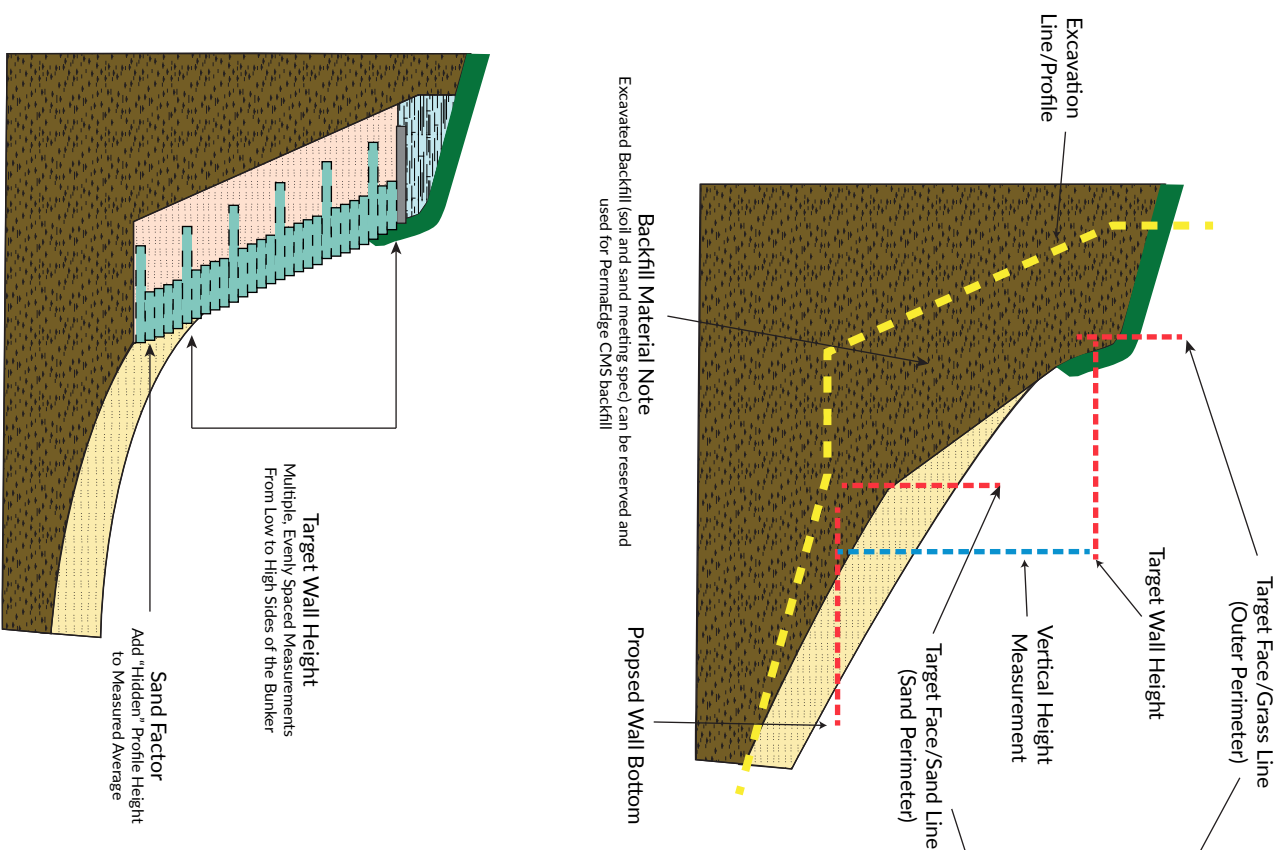 Excavation
Line/Profile
Target Face/Grass Line
(Outer Perimeter)
Target Wall Height
Vertical Height
Measurement
Target Face/Sand Line
(Sand Perimeter)
Propsed Wall Bottom
Backfill Material Note
Excavated Backfill (soil and sand meeting spec) can be reserved and
used for PermaEdge CMS backfill
Target Wall Height
Multiple, Evenly Spaced Measurements
From Low to High Sides of the Bunker
Sand Factor
Add "Hidden" Profile Height
to Measured Average